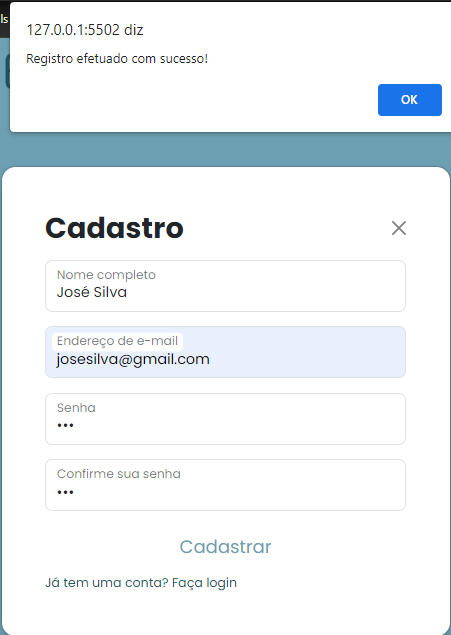 ls
127.0.0.1:5502 diz
Registro efetuado com sucesso!
OK
Cadastro
Nome completo
José Silva
Endereço de e-mail
josesilva@gmail.com
Senha
•••
Confirme sua senha
•••
Cadastrar
Já tem uma conta? Faça login